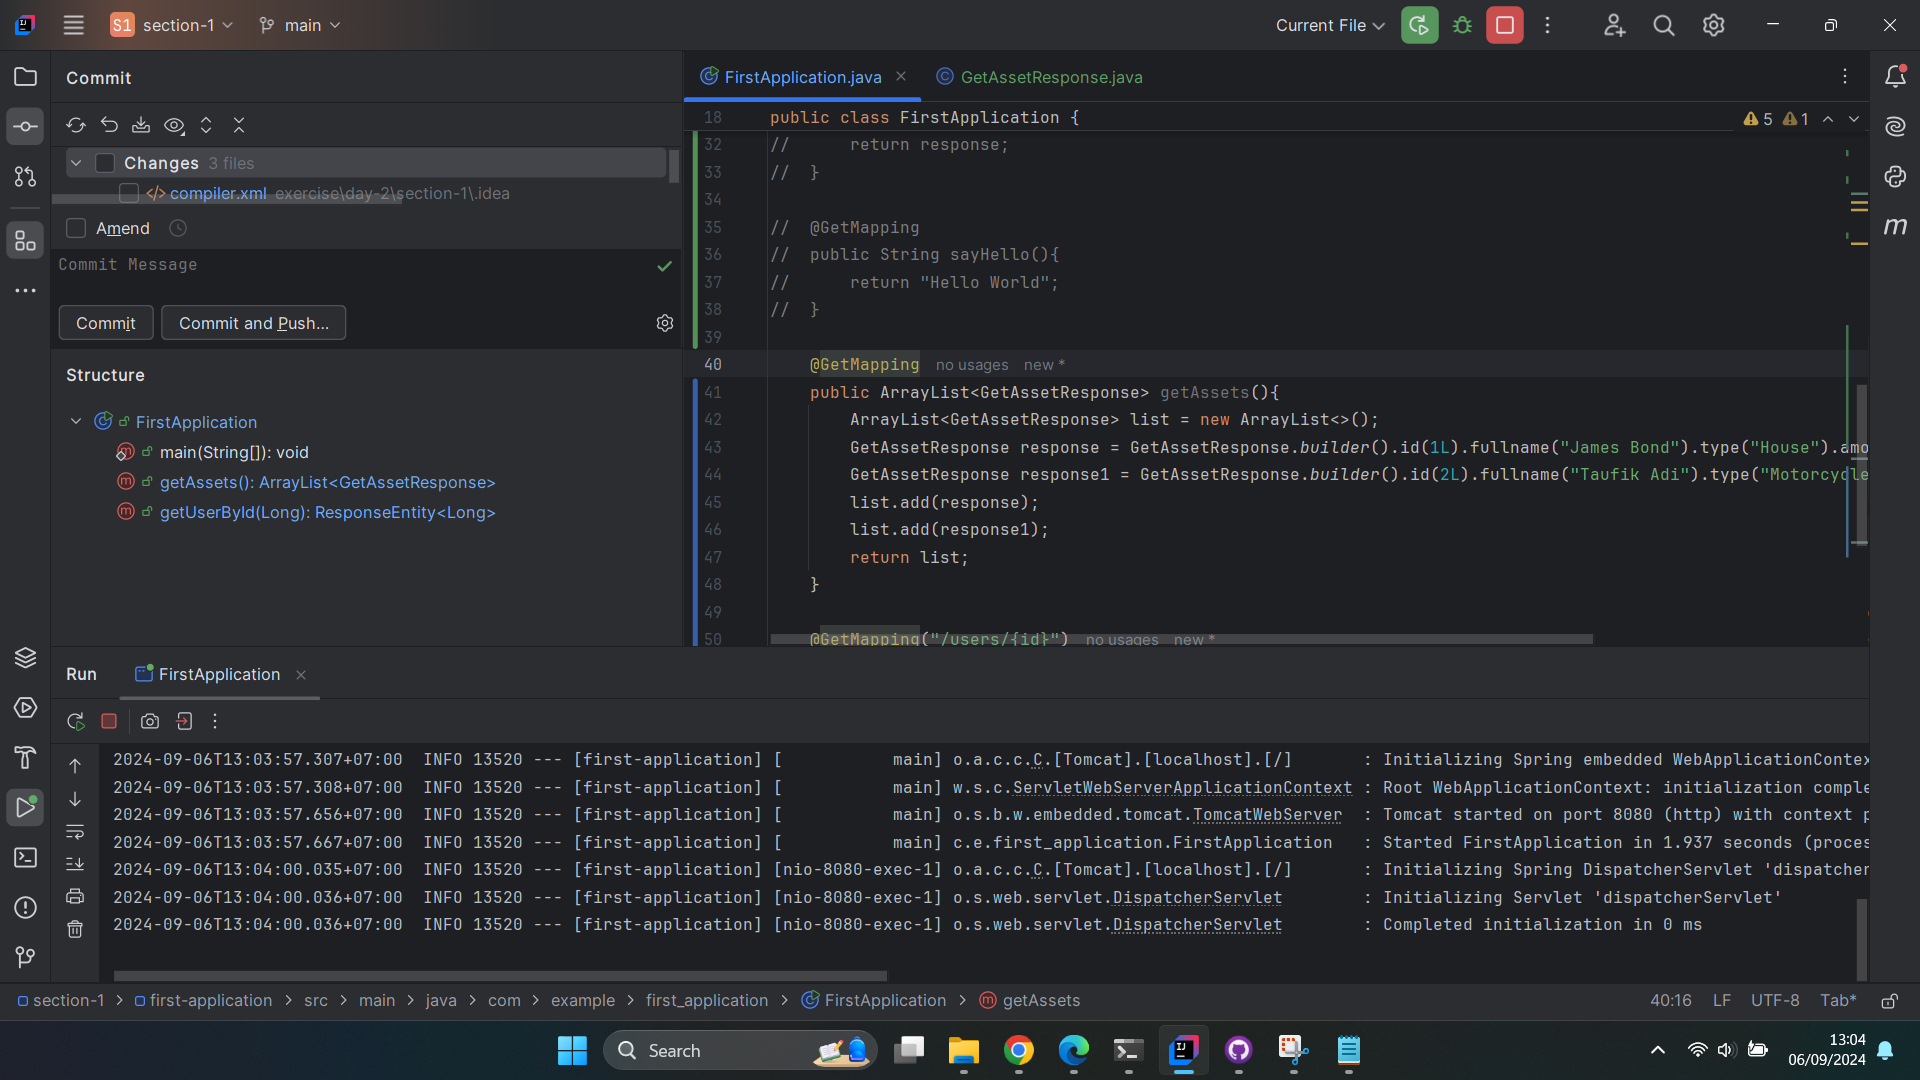 S1 section-1 main Current File
Commit
Changes 3 files
compiler.xml exercise\day-2\section-1\.idea
Amend
Commit Message
Commit Commit and Push...
Structure
FirstApplication
main(String[]): void
getAssets(): ArrayList<GetAssetResponse>
getUserById(Long): ResponseEntity<Long>
FirstApplication.java GetAssetResponse.java
18 public class FirstApplication {
5 1
32 // return response;
33 // }
34
35 // @GetMapping
36 // public String sayHello(){
37 // return "Hello World";
38 // }
39
40 @GetMapping no usages new *
41 public ArrayList<GetAssetResponse> getAssets(){
42 ArrayList<GetAssetResponse> list = new ArrayList<>();
43 GetAssetResponse response = GetAssetResponse.builder().id(1L).fullname("James Bond").type("House").amo
44 GetAssetResponse response1 = GetAssetResponse.builder().id(2L).fullname("Taufik Adi").type("Motorcycle
45 list.add(response);
46 list.add(response1);
47 return list;
48 }
49
50 @GetMapping("/users/{id}") no usages new *
Run FirstApplication
2024-09-06T13:03:57.307+07:00 INFO 13520 --- [first-application] [ main] o.a.c.c.C.[Tomcat].[localhost].[/] : Initializing Spring embedded WebApplicationContex
2024-09-06T13:03:57.308+07:00 INFO 13520 --- [first-application] [ main] w.s.c.ServletWebServerApplicationContext : Root WebApplicationContext: initialization comple
2024-09-06T13:03:57.656+07:00 INFO 13520 --- [first-application] [ main] o.s.b.w.embedded.tomcat.TomcatWebServer : Tomcat started on port 8080 (http) with context p
2024-09-06T13:03:57.667+07:00 INFO 13520 --- [first-application] [ main] c.e.first_application.FirstApplication : Started FirstApplication in 1.937 seconds (proces
2024-09-06T13:04:00.035+07:00 INFO 13520 --- [first-application] [nio-8080-exec-1] o.a.c.c.C.[Tomcat].[localhost].[/] : Initializing Spring DispatcherServlet 'dispatcher
2024-09-06T13:04:00.036+07:00 INFO 13520 --- [first-application] [nio-8080-exec-1] o.s.web.servlet.DispatcherServlet : Initializing Servlet 'dispatcherServlet'
2024-09-06T13:04:00.036+07:00 INFO 13520 --- [first-application] [nio-8080-exec-1] o.s.web.servlet.DispatcherServlet : Completed initialization in 0 ms
section-1 > first-application > src > main > java > com > example > first_application > FirstApplication > getAssets 40:16 LF UTF-8 Tab*
Search
13:04
06/09/2024